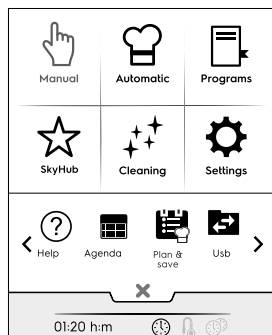 Manual Automatic Programs
SkyHub Cleaning Settings
Help Agenda Plan & Usb
save
01:20 h:m